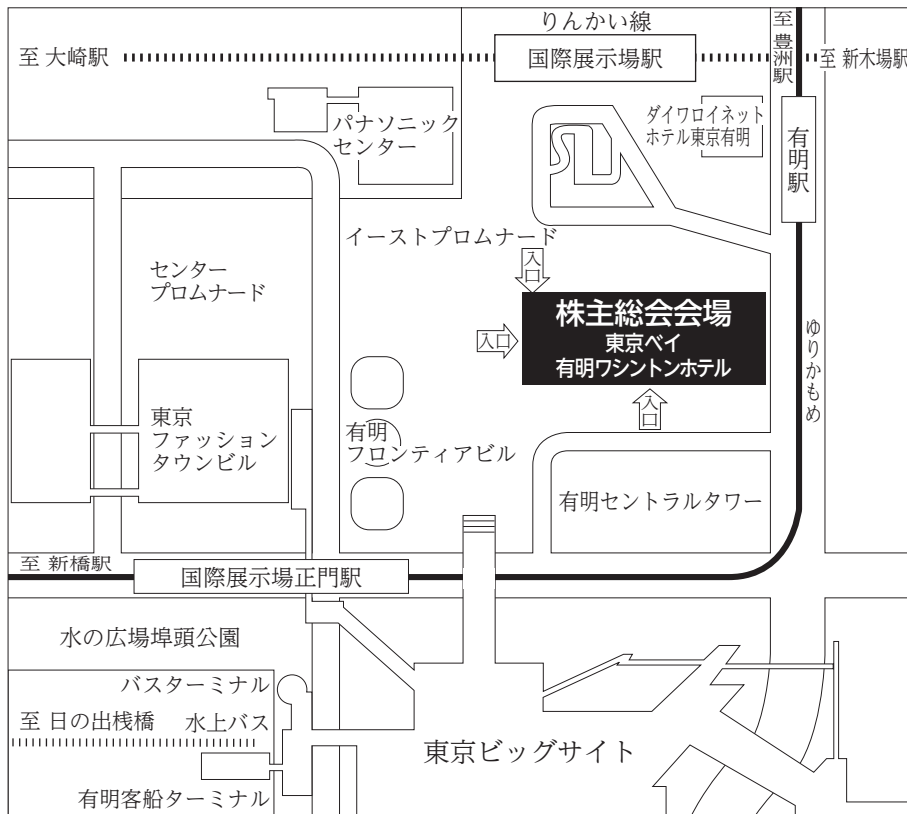 りんかい線
至 大崎駅
国際展示場駅
至 豊洲駅
至 新木場駅
パナソニック
センター
ダイワロイネット
ホテル東京有明
有明駅
イーストプロムナード
センター
プロムナード
入口
株主総会会場
東京ベイ
有明ワシントンホテル
入口
入口
ゆりかもめ
東京
ファッション
タウンビル
有明
フロンティアビル
有明セントラルタワー
至 新橋駅
国際展示場正門駅
水の広場埠頭公園
バスターミナル
至 日の出桟橋
水上バス
東京ビッグサイト
有明客船ターミナル